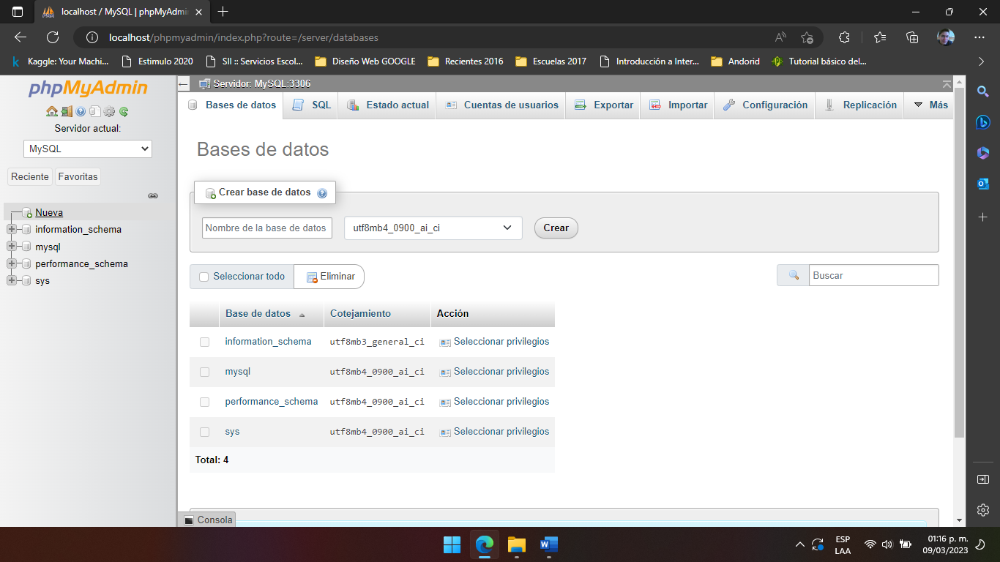 localhost / MySQL | phpMyAdmin
localhost/phpmyadmin/index.php?route=/server/databases
Kaggle: Your Machi...
Estimulo 2020
SII :: Servicios Escol...
Diseño Web GOOGLE
Recientes 2016
Escuelas 2017
Introducción a Inter...
Andorid
Tutorial básico del...
phpMyAdmin
Servidor actual:
MySQL
Reciente
Favoritas
Nueva
information_schema
mysql
performance_schema
sys
Servidor: MySQL:3306
Bases de datos
SQL
Estado actual
Cuentas de usuarios
Exportar
Importar
Configuración
Replicación
Más
Bases de datos
Crear base de datos
Nombre de la base de datos
utf8mb4_0900_ai_ci
Crear
Seleccionar todo
Eliminar
Buscar
Base de datos Cotejamiento Acción
information_schema utf8mb3_general_ci Seleccionar privilegios
mysql utf8mb4_0900_ai_ci Seleccionar privilegios
performance_schema utf8mb4_0900_ai_ci Seleccionar privilegios
sys utf8mb4_0900_ai_ci Seleccionar privilegios
Total: 4
Consola
ESP
LAA
01:16 p. m.
09/03/2023